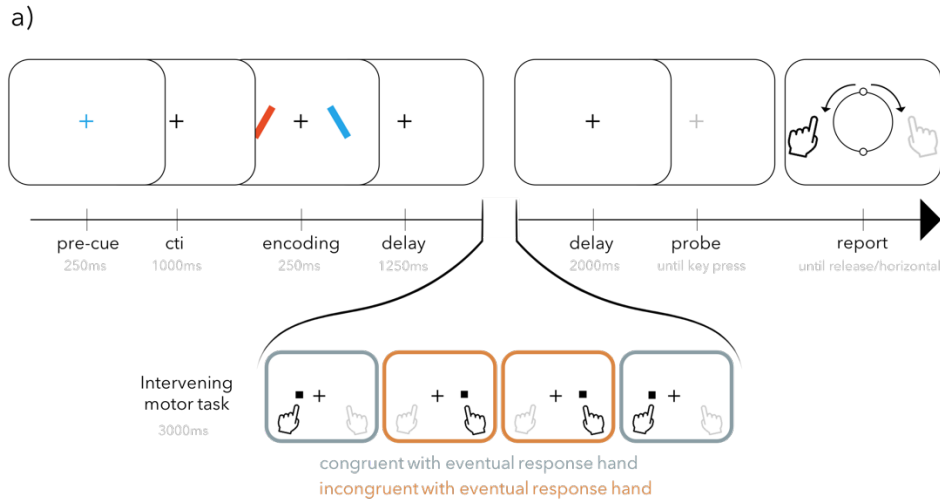 a)
pre-cue
cti
encoding
delay
delay
probe
report
250ms
1000ms
250ms
1250ms
2000ms
until key press
until release/horizontal
Intervening
motor task
3000ms
congruent with eventual response hand
incongruent with eventual response hand